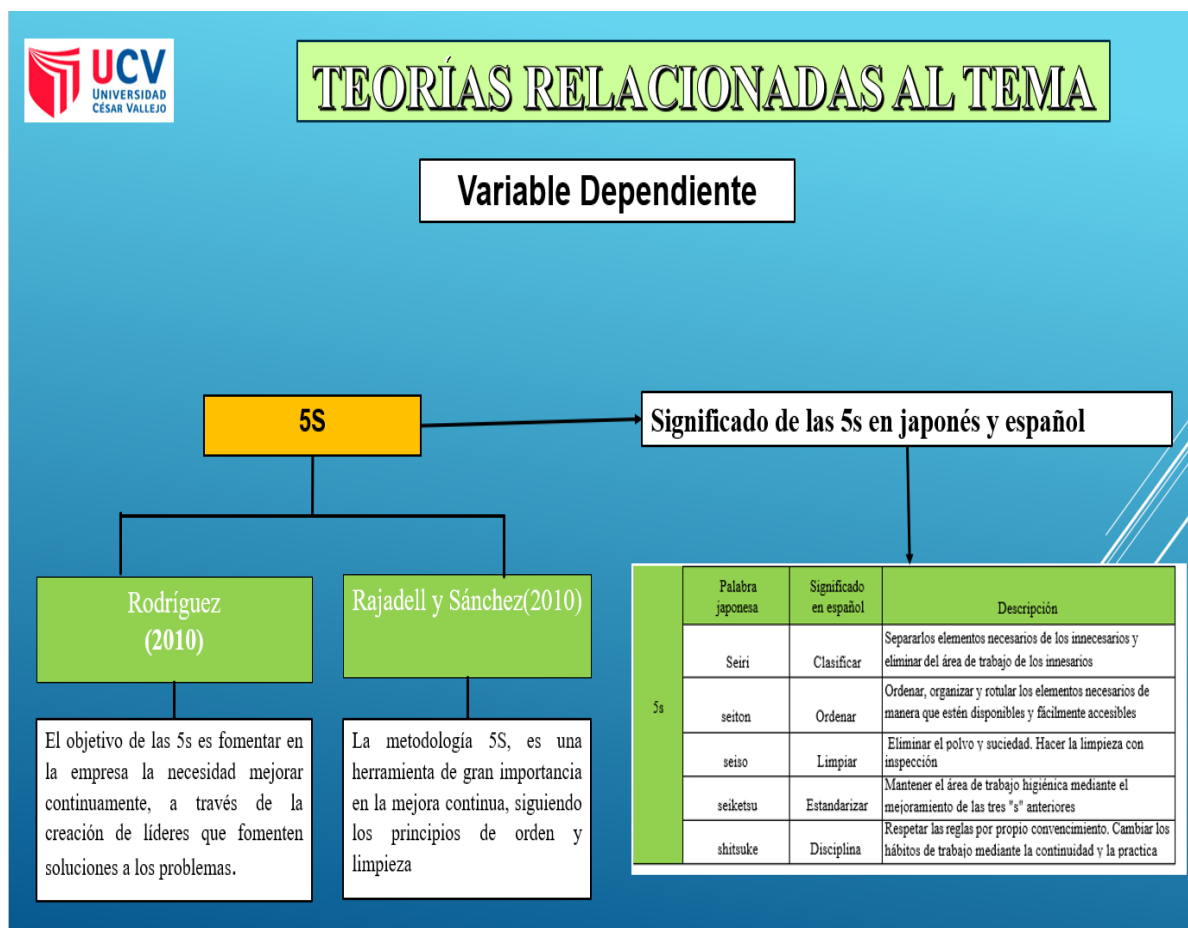 UCV
UNIVERSIDAD
CÉSAR VALLEJO
TEORÍAS RELACIONADAS AL TEMA
Variable Dependiente
5S
Significado de las 5s en japonés y español
Rodríguez
(2010)
Rajadell y Sánchez(2010)
El objetivo de las 5s es fomentar en
la empresa la necesidad mejorar
continuamente, a través de la
creación de líderes que fomenten
soluciones a los problemas.
La metodología 5S, es una
herramienta de gran importancia
en la mejora continua, siguiendo
los principios de orden y
limpieza
5s
Palabra
japonesa
Significado
en español
Descripción
Seiri
Clasificar
Separarlos elementos necesarios de los innecesarios y
eliminar del área de trabajo de los innesarios
seiton
Ordenar
Ordenar, organizar y rotular los elementos necesarios de
manera que estén disponibles y fácilmente accesibles
seiso
Limpiar
Eliminar el polvo y suciedad. Hacer la limpieza con
inspección
seiketsu
Estandarizar
Mantener el área de trabajo higiénica mediante el
mejoramiento de las tres "s" anteriores
shitsuke
Disciplina
Respetar las reglas por propio convencimiento. Cambiar los
hábitos de trabajo mediante la continuidad y la practica